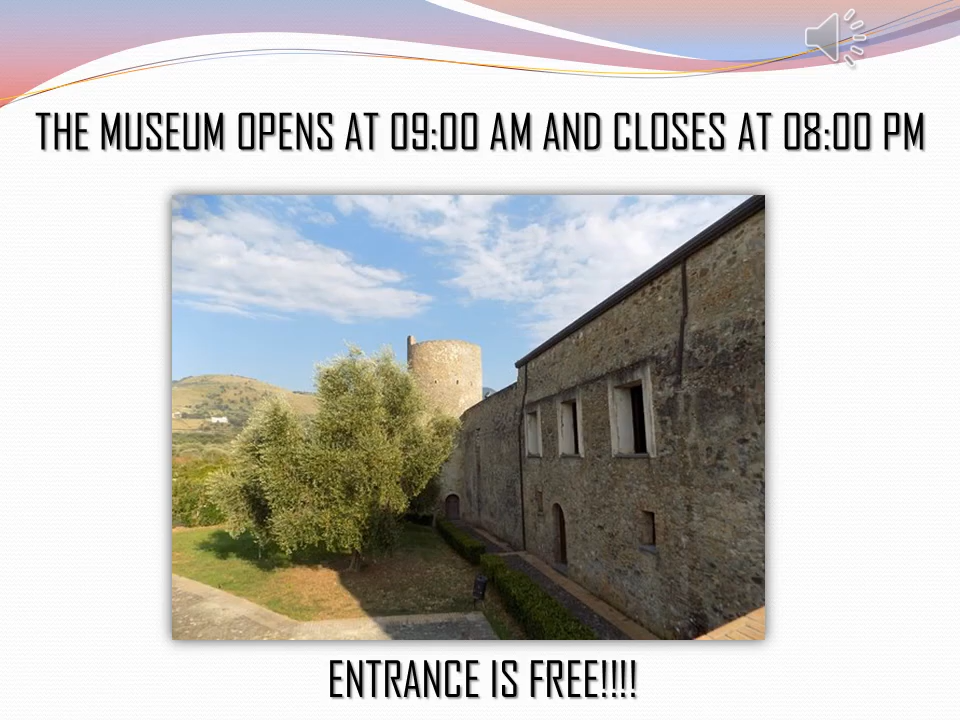 THE MUSEUM OPENS AT 09:00 AM AND CLOSES AT 08:00 PM
ENTRANCE IS FREE!!!!